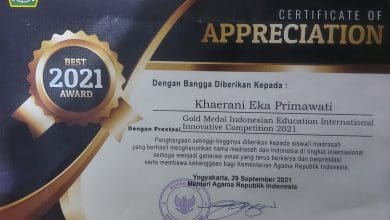 CERTIFICATE OF
APPRECIATION
BEST
2021
AWARD
Dengan Bangga Diberikan Kepada :
Khaerani Eka Primawati
Gold Medal Indonesian Education International
Dengan Prestasi Innovative Competition 2021
Penghargaan setinggi-tingginya diberikan kepada siswa/i madrasah
yang berhasil mengharumkan nama madrasah dan Indonesia di tingkat internasional
semoga menjadi generasi emas yang terus berkarya dan berprestasi
serta membawa kebanggaan bagi Kementerian Agama Republik Indonesia.
Yogyakarta, 29 September 2021
Menteri Agama Republik Indonesia